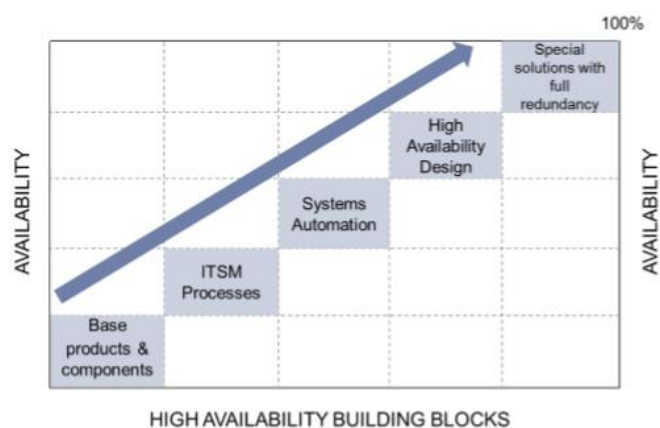 100%
Special
solutions with
full
redundancy
High
Availability
Design
Systems
Automation
ITSM
Processes
Base
products &
components
AVAILABILITY
AVAILABILITY
HIGH AVAILABILITY BUILDING BLOCKS